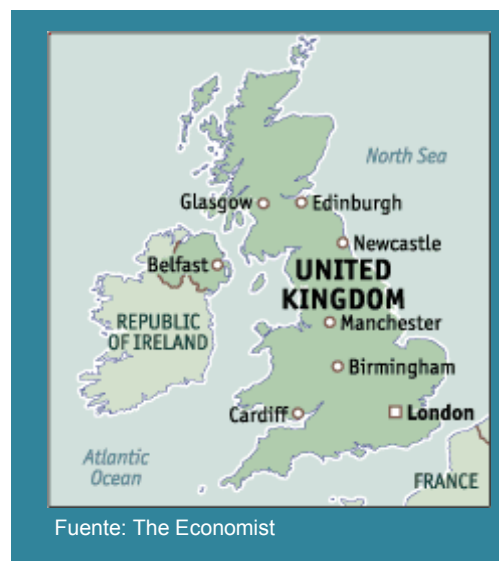 North Sea
Glasgow
Edinburgh
Newcastle
Belfast
UNITED
KINGDOM
REPUBLIC
OF IRELAND
Manchester
Birmingham
Cardiff
London
Atlantic
Ocean
FRANCE
Fuente: The Economist